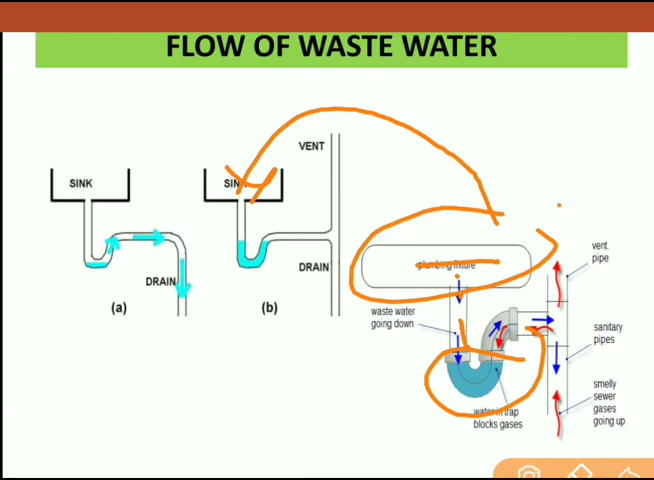 FLOW OF WASTE WATER
SINK
DRAIN
(a)
SINK
VENT
DRAIN
(b)
plumbing fixture
waste water
going down
water in trap
blocks gases
vent
pipe
sanitary
pipes
smelly
sewer
gases
going up